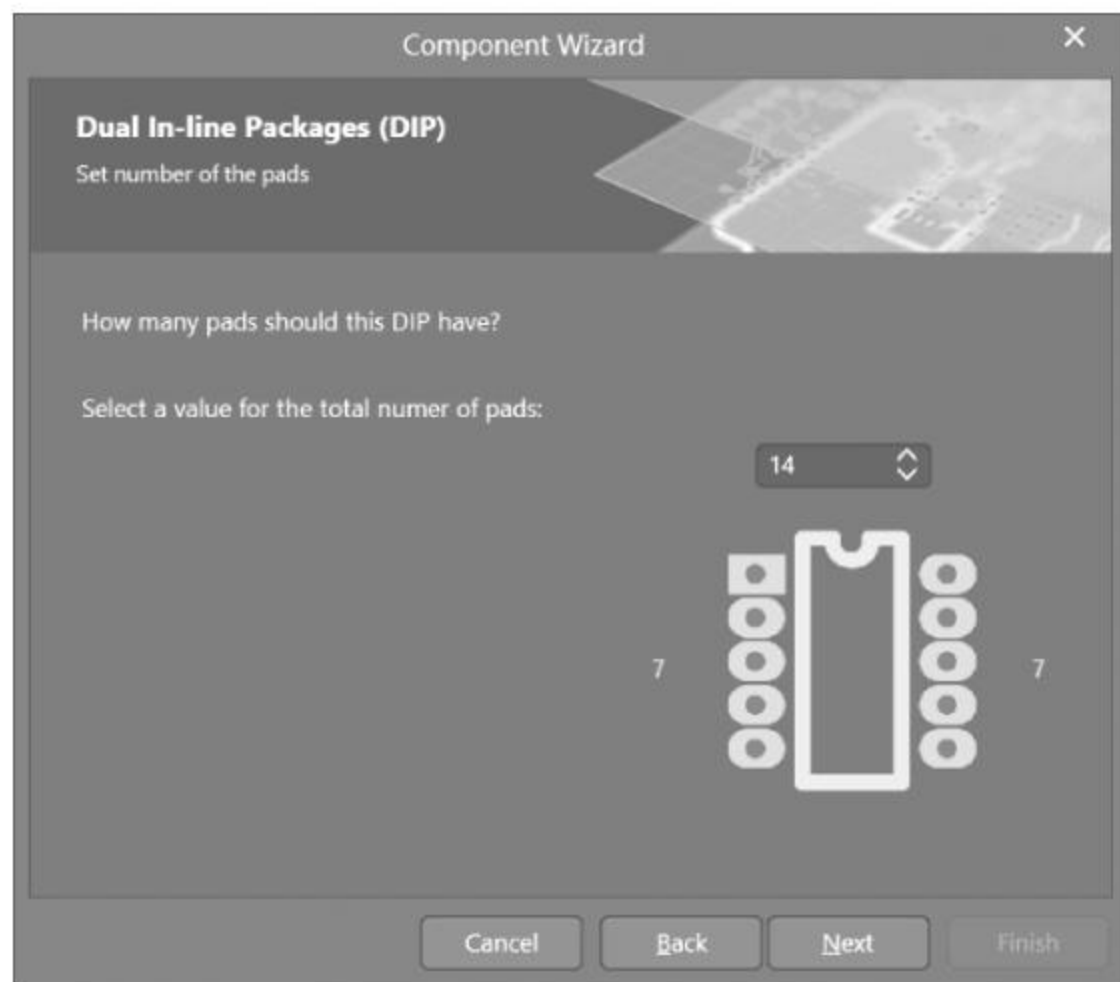 Component Wizard
Dual In-line Packages (DIP)
Set number of the pads
How many pads should this DIP have?
Select a value for the total numer of pads:
14
7
7
Cancel
Back
Next
Finish